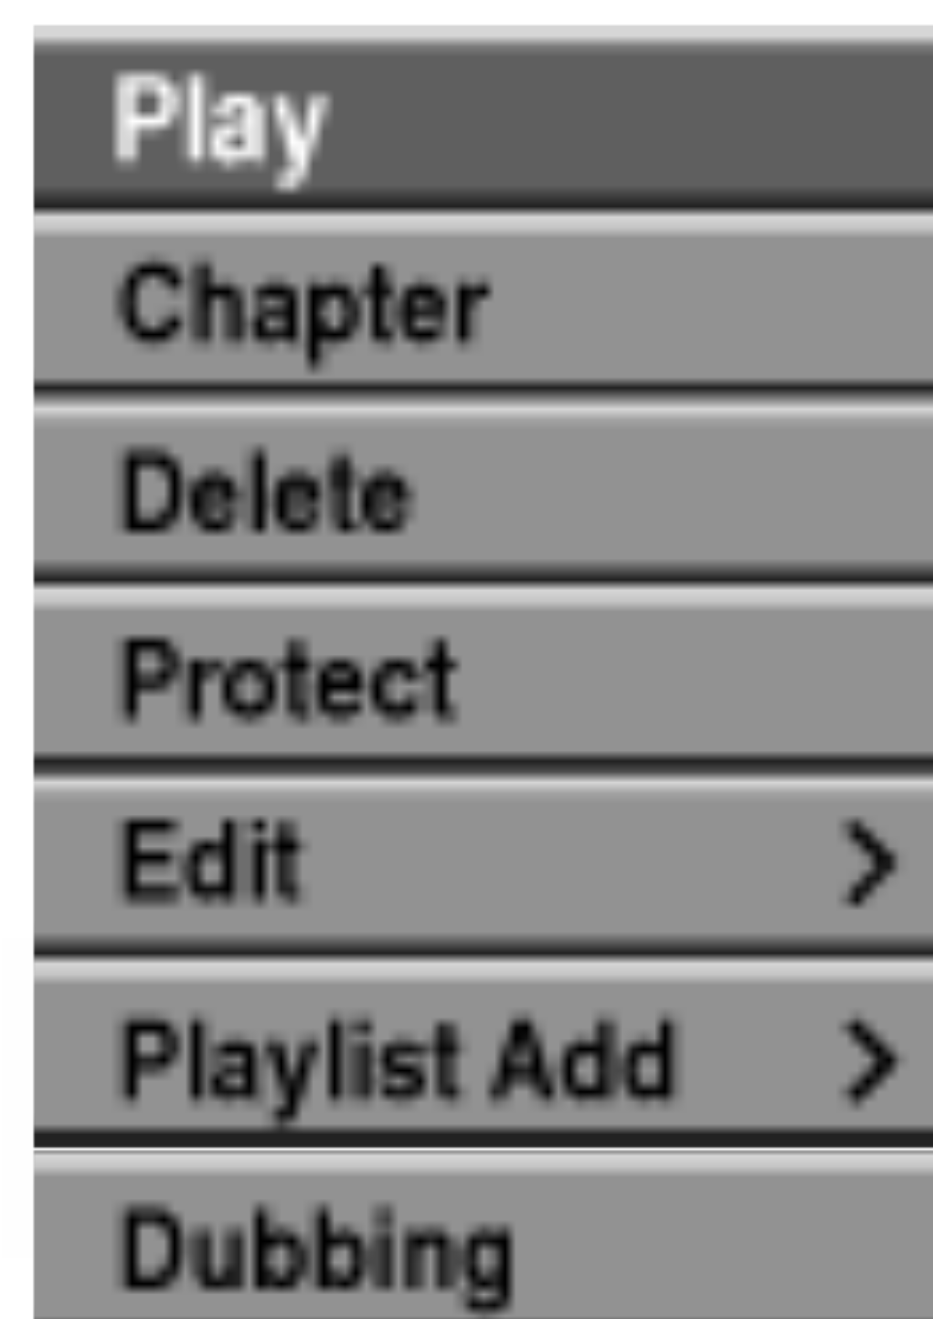 Play
Chapter
Delete
Protect
Edit >
Playlist Add >
Dubbing